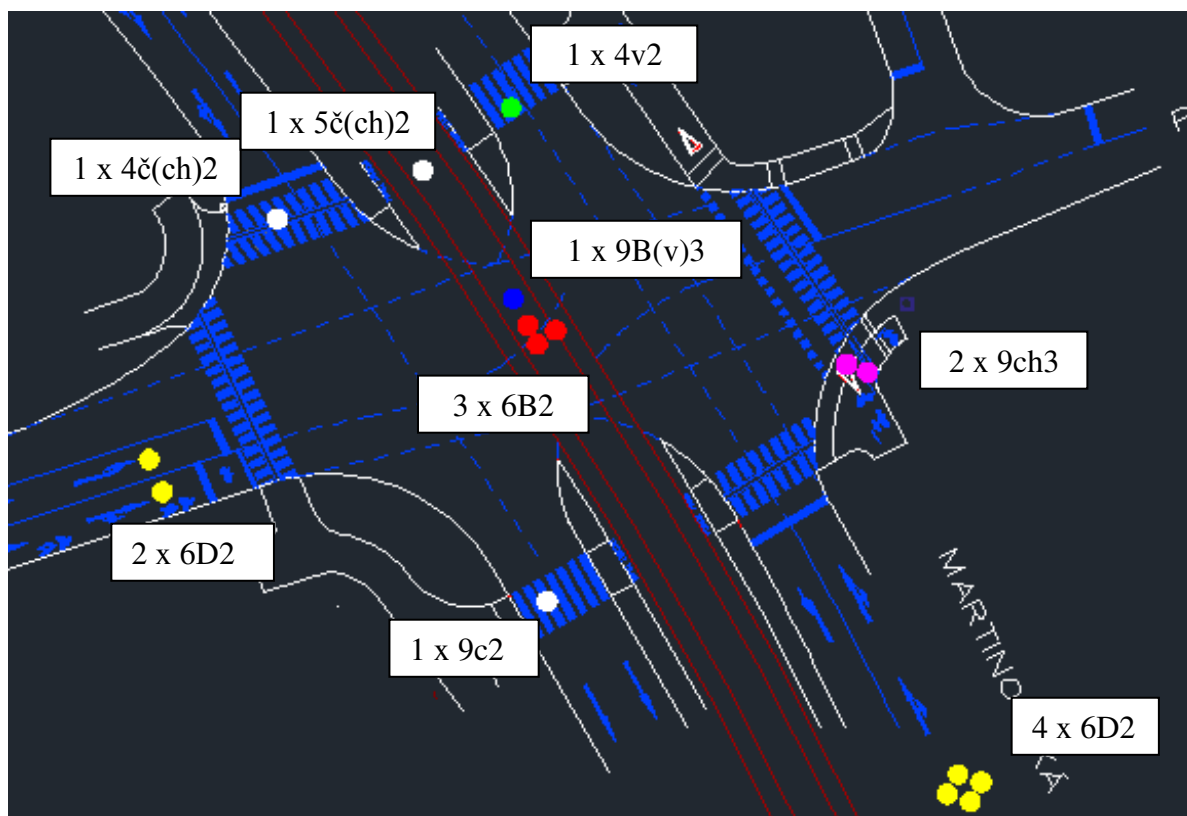 1 x 4v2
1 x 5č(ch)2
1 x 4č(ch)2
1 x 9B(v)3
2 x 9ch3
3 x 6B2
2 x 6D2
1 x 9c2
4 x 6D2